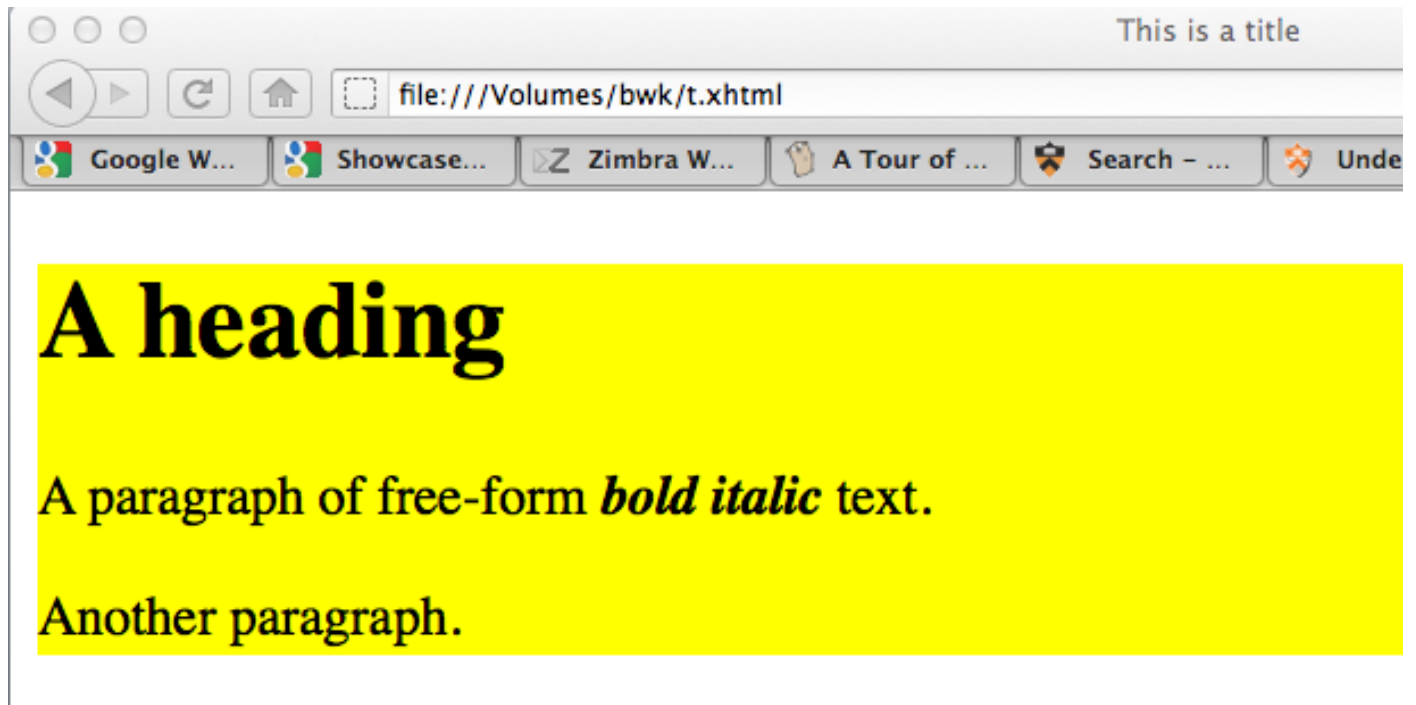 This is a title
file:///Volumes/bwk/t.xhtml
Google W... Showcase... Zimbra W... A Tour of ... Search – ... Unde
A heading
A paragraph of free-form bold italic text.
Another paragraph.